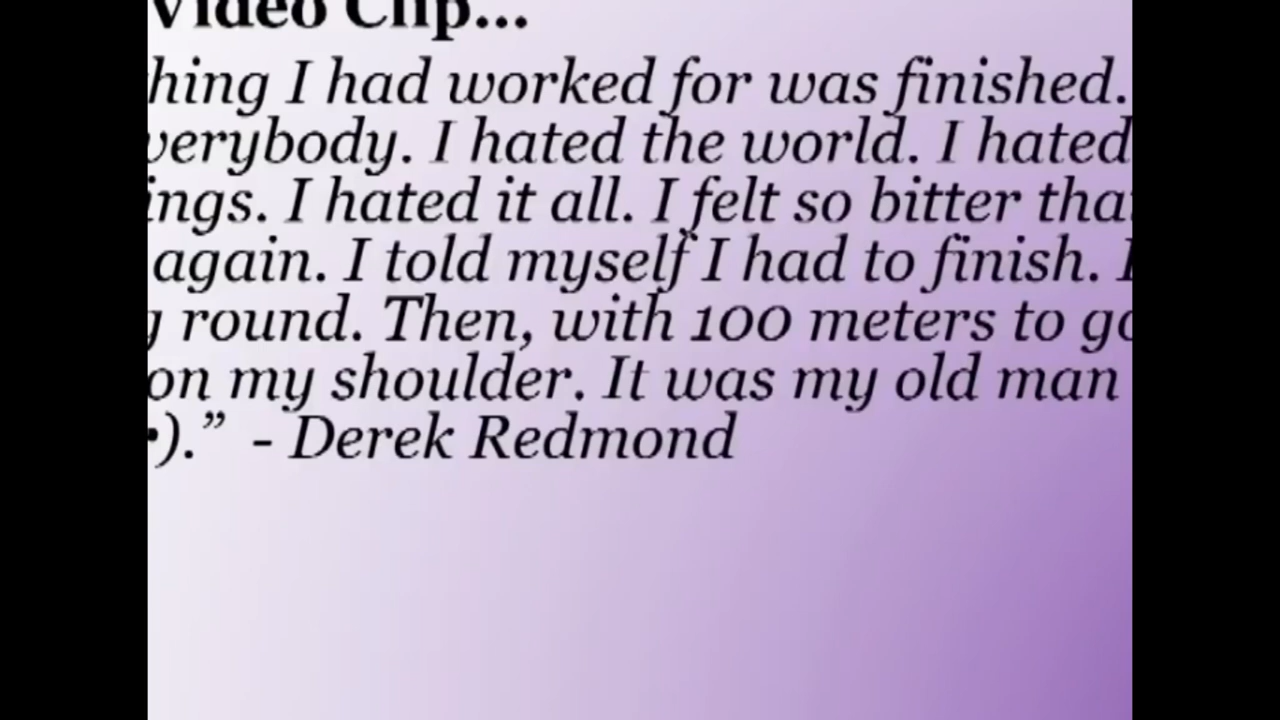 Video Clip...
hing I had worked for was finished.
verybody. I hated the world. I hated
ings. I hated it all. I felt so bitter that
again. I told myself I had to finish. I
g round. Then, with 100 meters to go
on my shoulder. It was my old man
•).” - Derek Redmond